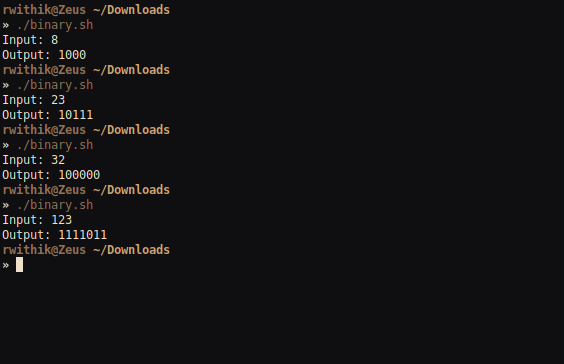 rwithik@Zeus ~/Downloads
» ./binary.sh
Input: 8
Output: 1000
rwithik@Zeus ~/Downloads
» ./binary.sh
Input: 23
Output: 10111
rwithik@Zeus ~/Downloads
» ./binary.sh
Input: 32
Output: 100000
rwithik@Zeus ~/Downloads
» ./binary.sh
Input: 123
Output: 1111011
rwithik@Zeus ~/Downloads
»